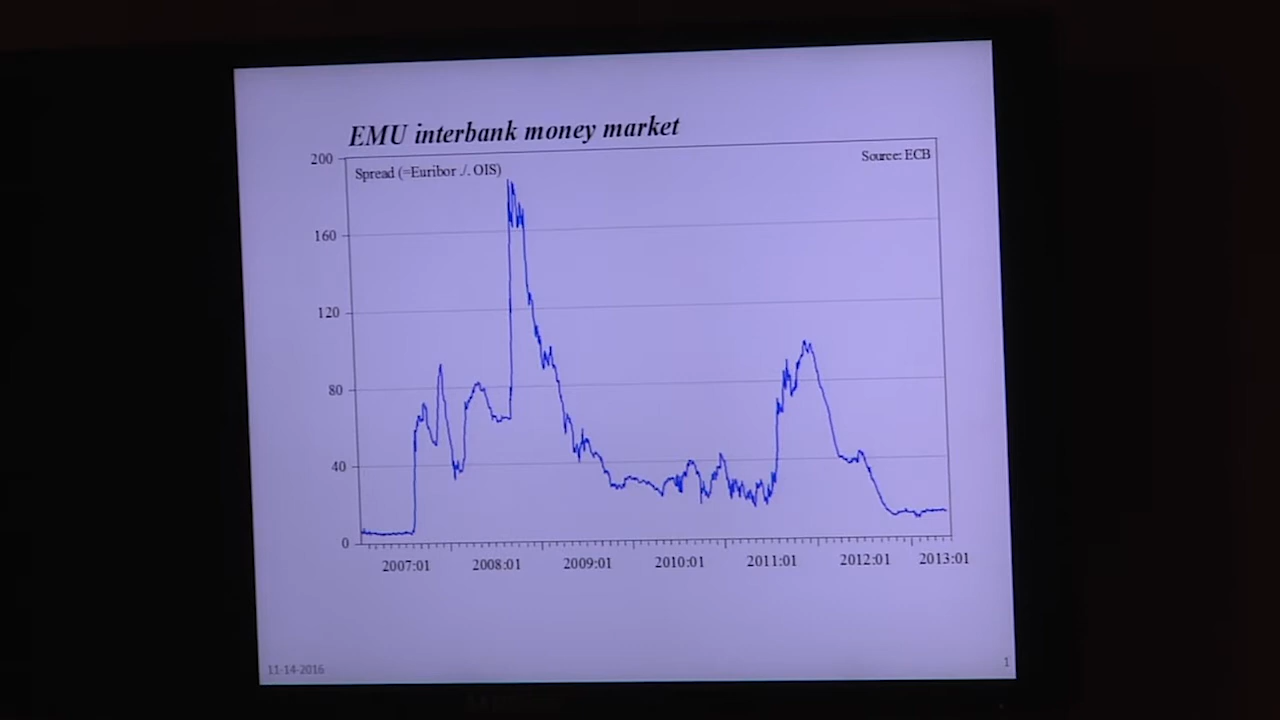 EMU interbank money market
Spread (=Euribor ./. OIS)
Source: ECB
200
160
120
80
40
0
2007:01 2008:01 2009:01 2010:01 2011:01 2012:01 2013:01
11-14-2016
1